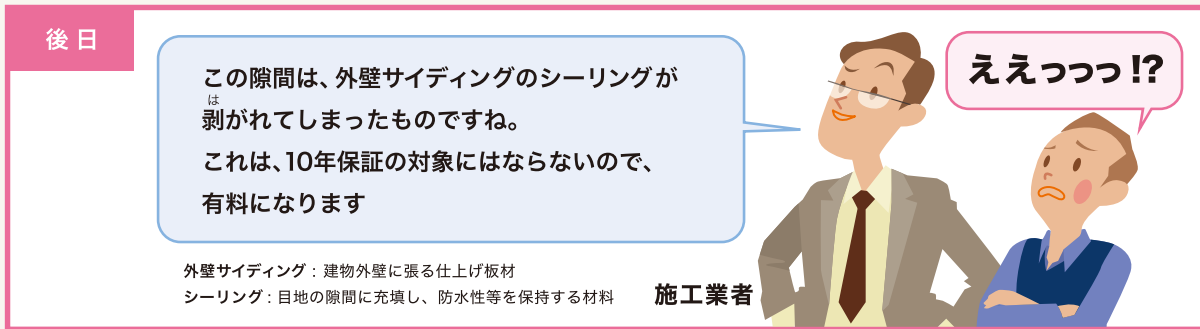 後日
この隙間は、外壁サイディングのシーリングが
は
剥がれてしまったものですね。
これは、10年保証の対象にはならないので、
有料になります
ええっっっ!?
外壁サイディング：建物外壁に張る仕上げ板材
シーリング：目地の隙間に充填し、防水性等を保持する材料
施工業者